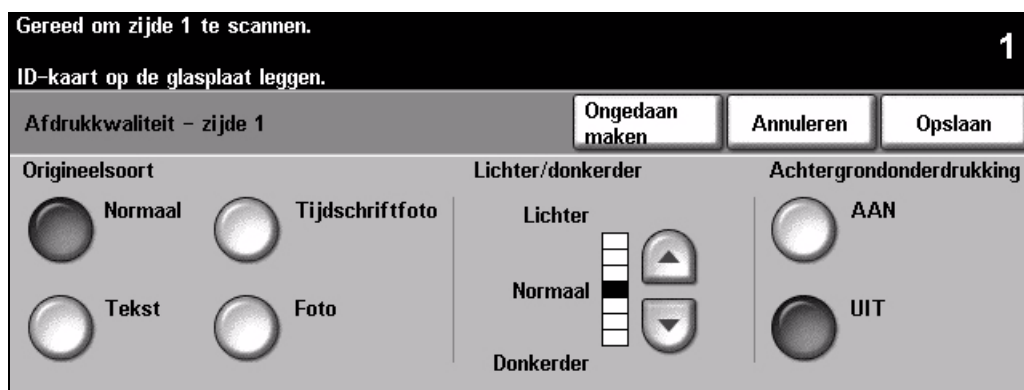 Gereed om zijde 1 te scannen.
1
ID-kaart op de glasplaat leggen.
Afdrukkwaliteit - zijde 1
Ongedaan
maken
Annuleren
Opslaan
Origineelsoort
Normaal
Tijdschriftfoto
Tekst
Foto
Lichter/donkerder
Lichter
Normaal
Donkerder
Achtergrondonderdrukking
AAN
UIT